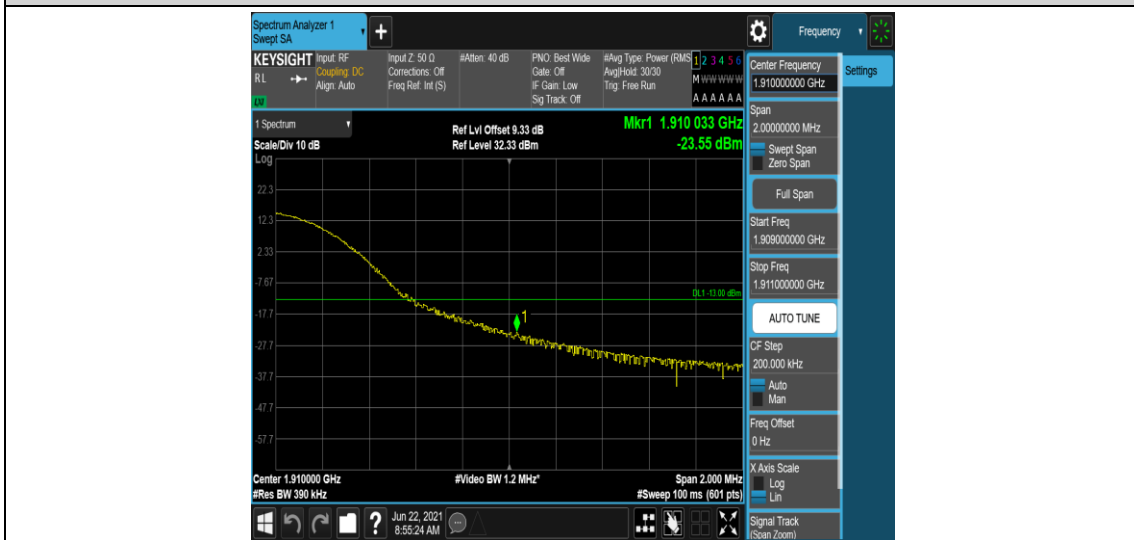 Spectrum Analyzer 1
Swept SA
+
Frequency
KEYSIGHT
Input: RF
Input Z: 50 Ω
#Atten: 40 dB
PNO: Best Wide
#Avg Type: Power (RMS
1 2 3 4 5 6
RL
Coupling: DC
Corrections: Off
Gate: Off
Avg|Hold: 30/30
M W W W W W
Align: Auto
Freq Ref: Int (S)
IF Gain: Low
Trig: Free Run
Sig Track: Off
A A A A A A
1 Spectrum
Ref Lvl Offset 9.33 dB
Mkr1 1.910 033 GHz
Scale/Div 10 dB
Ref Level 32.33 dBm
-23.55 dBm
Log
22.3
12.3
2.33
-7.67
DL1 -13.00 dBm
-17.7
1
-27.7
-37.7
-47.7
-57.7
Center 1.910000 GHz
#Video BW 1.2 MHz*
Span 2.000 MHz
#Res BW 390 kHz
#Sweep 100 ms (601 pts)
Center Frequency
1.910000000 GHz
Settings
Span
2.00000000 MHz
Swept Span
Zero Span
Full Span
Start Freq
1.909000000 GHz
Stop Freq
1.911000000 GHz
AUTO TUNE
CF Step
200.000 kHz
Auto
Man
Freq Offset
0 Hz
X Axis Scale
Log
Lin
Signal Track
(Span Zoom)
?
Jun 22, 2021
8:55:24 AM